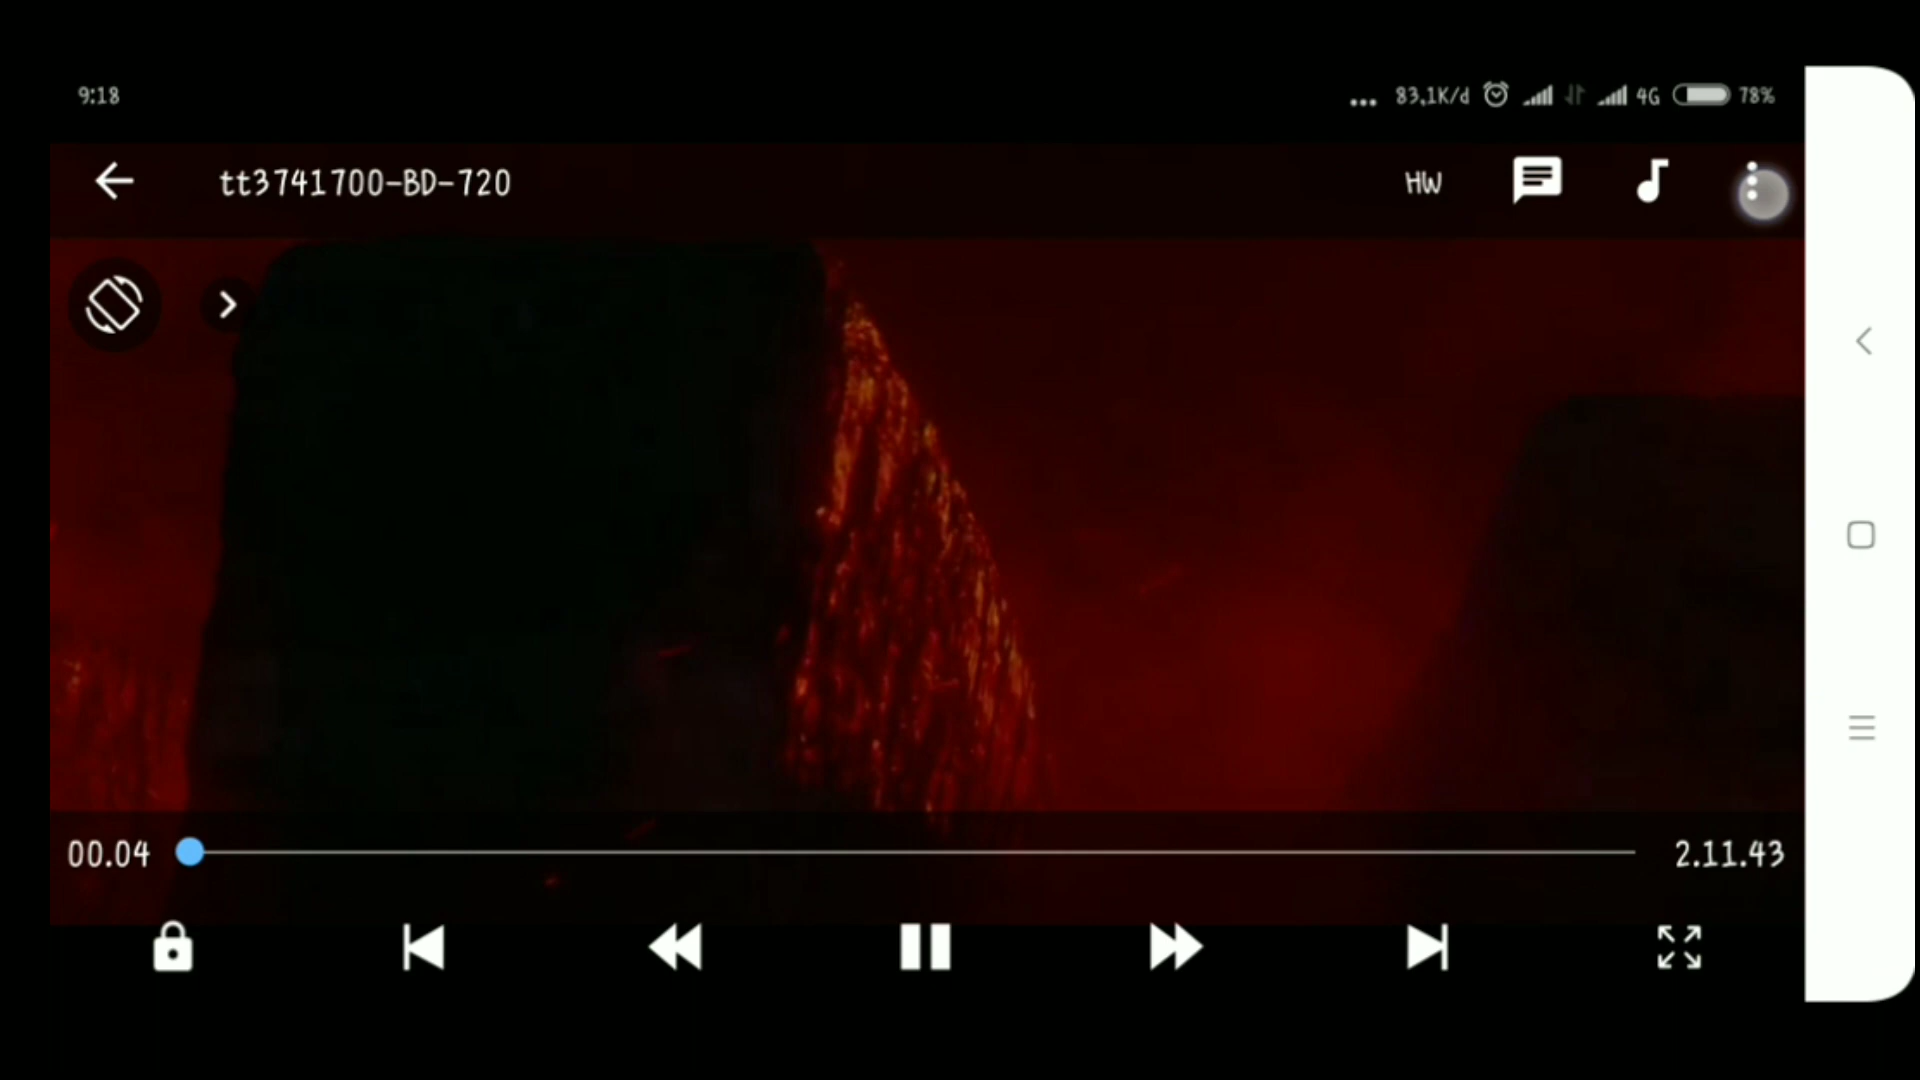 9:18
... 83,1K/d 4G 78%
tt3741700-BD-720
HW
00.04
2.11.43